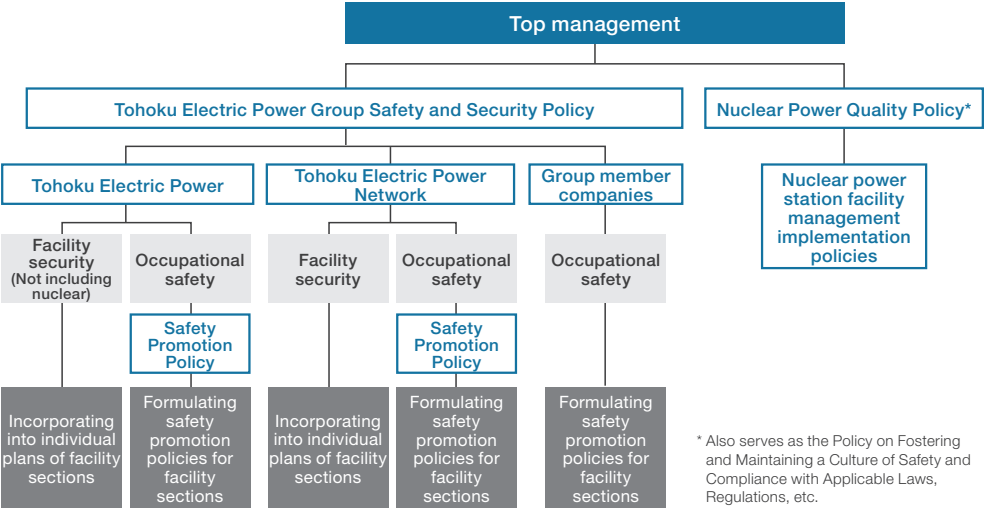 Top management
Tohoku Electric Power Group Safety and Security Policy
Nuclear Power Quality Policy*
Tohoku Electric Power
Tohoku Electric Power
Network
Group member
companies
Nuclear power
station facility
management
implementation
policies
Facility
security
(Not including
nuclear)
Occupational
safety
Facility
security
Occupational
safety
Occupational
safety
Safety
Promotion
Policy
Safety
Promotion
Policy
Incorporating
into individual
plans of facility
sections
Formulating
safety
promotion
policies for
facility
sections
Incorporating
into individual
plans of facility
sections
Formulating
safety
promotion
policies for
facility
sections
Formulating
safety
promotion
policies for
facility
sections
* Also serves as the Policy on Fostering
and Maintaining a Culture of Safety and
Compliance with Applicable Laws,
Regulations, etc.